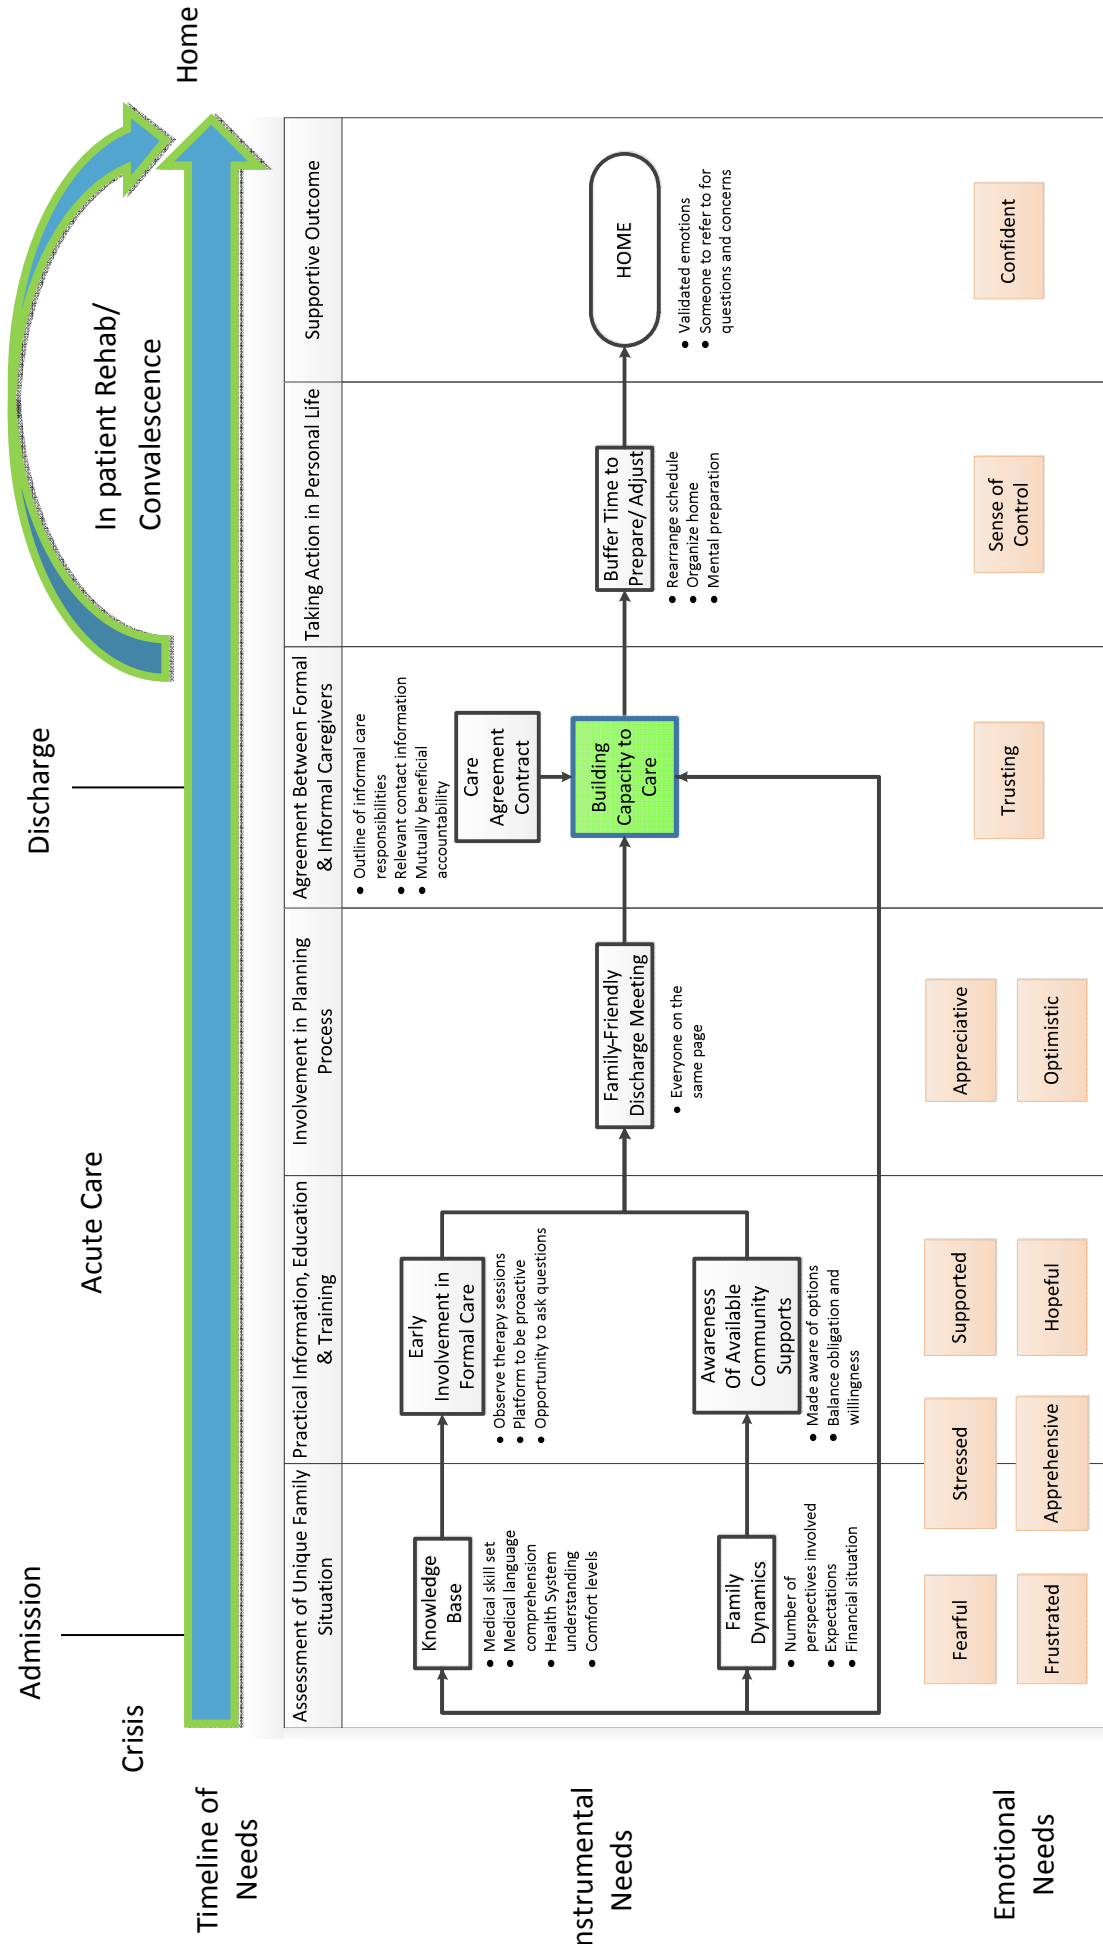 Admission
Discharge
Crisis
Acute Care
In patient Rehab/
Convalescence
Home
Timeline of
Needs
Assessment of Unique Family
Situation
Practical Information, Education
& Training
Involvement in Planning
Process
Agreement Between Formal
& Informal Caregivers
Taking Action in Personal Life
Supportive Outcome
nstrumental
Needs
Knowledge
Base
• Medical skill set
• Medical language
comprehension
• Health System
understanding
• Comfort levels
Family
Dynamics
• Number of
perspectives involved
• Expectations
• Financial situation
Early
Involvement in
Formal Care
• Observe therapy sessions
• Platform to be proactive
• Opportunity to ask questions
Awareness
Of Available
Community
Supports
• Made aware of options
• Balance obligation and
willingness
Family-Friendly
Discharge Meeting
• Everyone on the
same page
• Outline of informal care
responsibilities
• Relevant contact information
• Mutually beneficial
accountability
Care
Agreement
Contract
Building
Capacity to
Care
Buffer Time to
Prepare/ Adjust
• Rearrange schedule
• Organize home
• Mental preparation
HOME
• Validated emotions
• Someone to refer to for
questions and concerns
Emotional
Needs
Fearful
Frustrated
Stressed
Apprehensive
Supported
Hopeful
Appreciative
Optimistic
Trusting
Sense of
Control
Confident